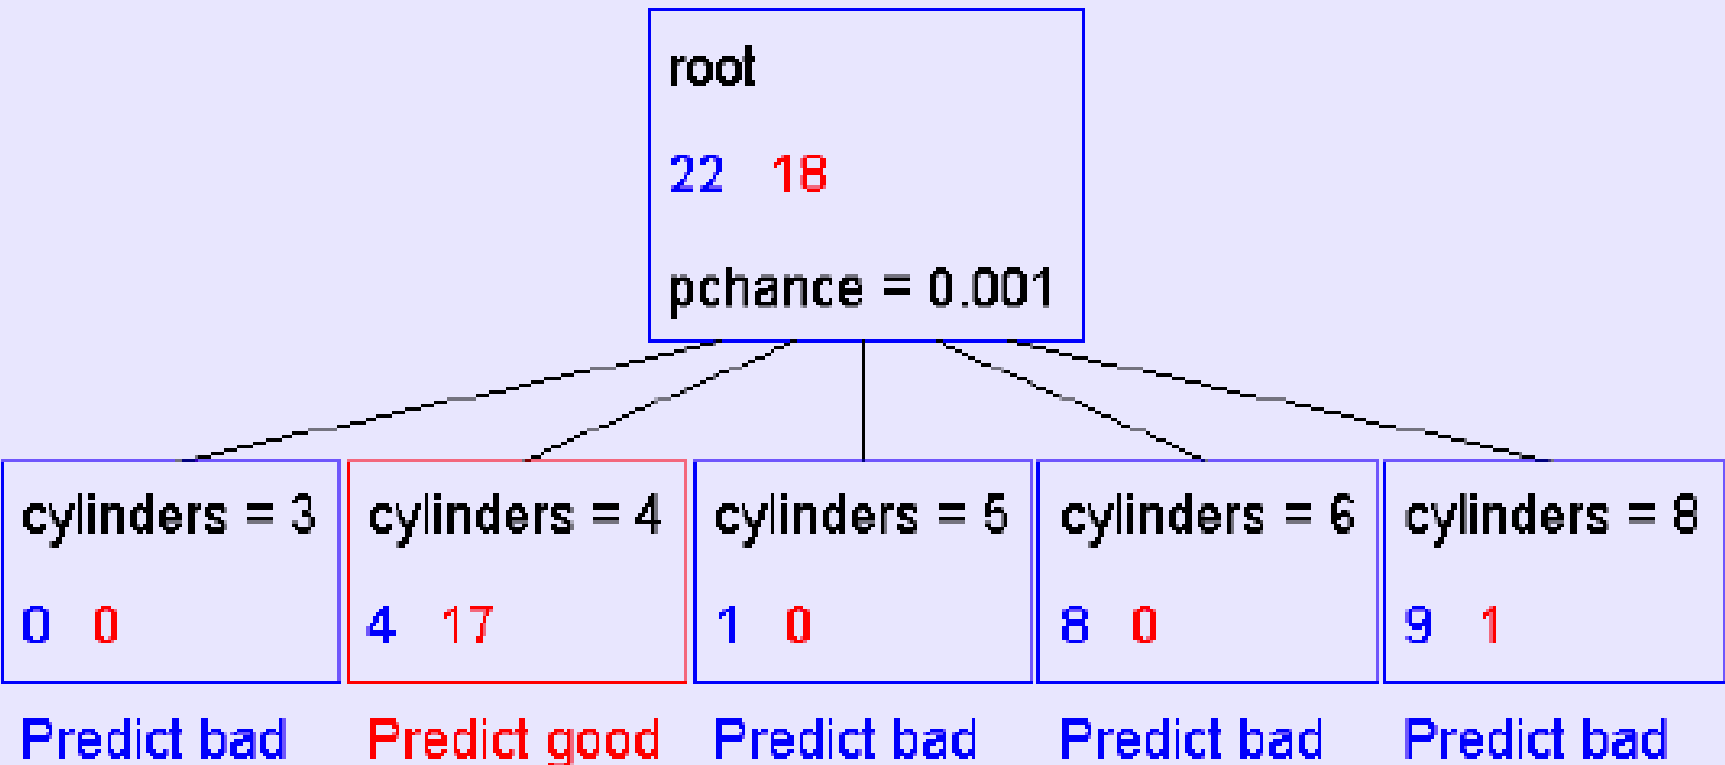 root
22 18
pchance = 0.001
cylinders = 3
0 0
Predict bad
cylinders = 4
4 17
Predict good
cylinders = 5
1 0
Predict bad
cylinders = 6
8 0
Predict bad
cylinders = 8
9 1
Predict bad